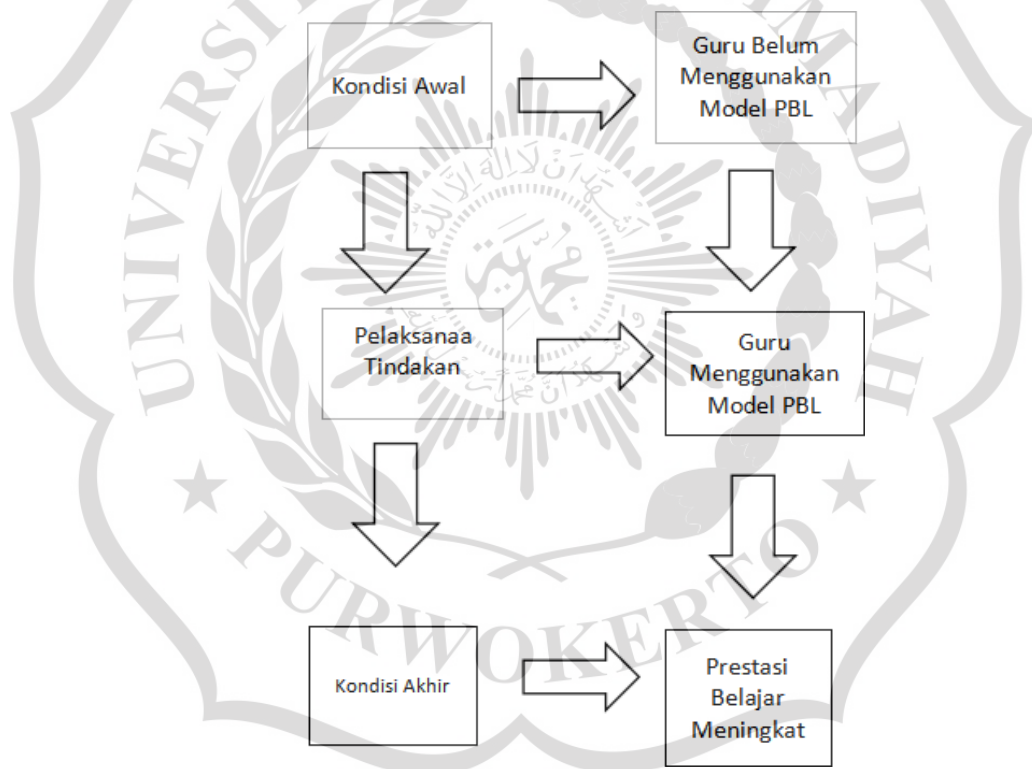 Kondisi Awal
Guru Belum
Menggunakan
Model PBL
Pelaksanaa
Tindakan
Guru
Menggunakan
Model PBL
Kondisi Akhir
Prestasi
Belajar
Meningkat
PURWOKERTO